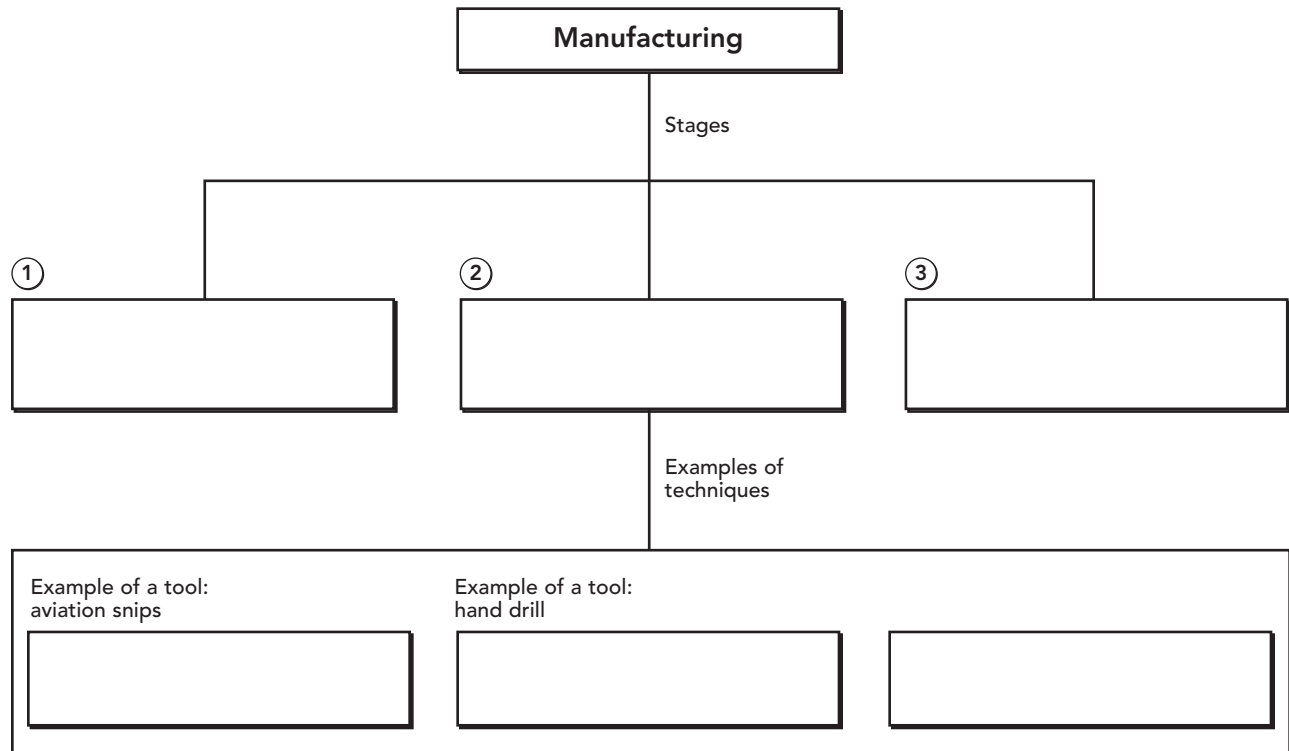 Manufacturing
Stages
1
2
3
Examples of
techniques
Example of a tool:
aviation snips
Example of a tool:
hand drill